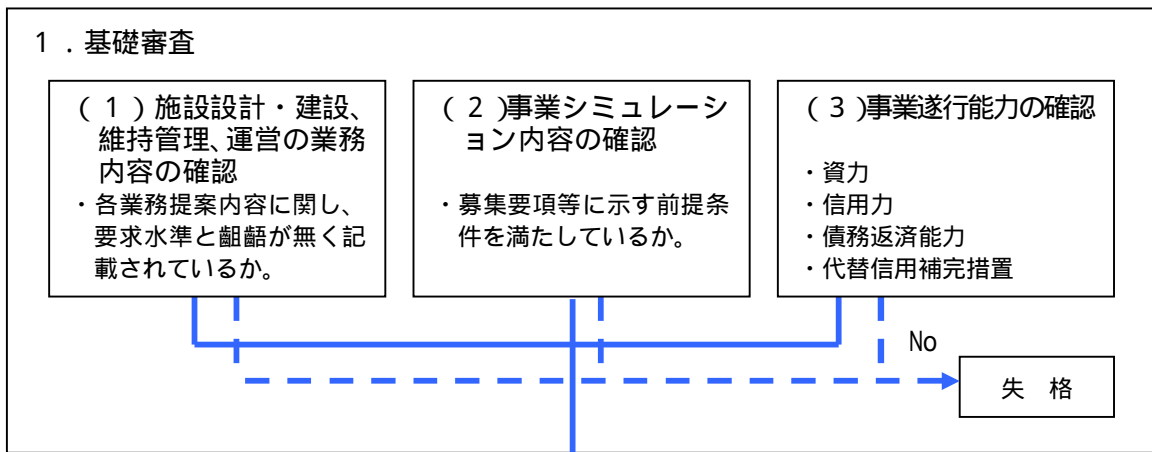 1．基礎審査
(1)施設設計・建設、
維持管理、運営の業務
内容の確認
・各業務提案内容に関し、
要求水準と齟齬が無く記
載されているか。
(2)事業シミュレーシ
ョン内容の確認
・募集要項等に示す前提条
件を満たしているか。
(3)事業遂行能力の確認
・資力
・信用力
・債務返済能力
・代替信用補完措置
No
失 格